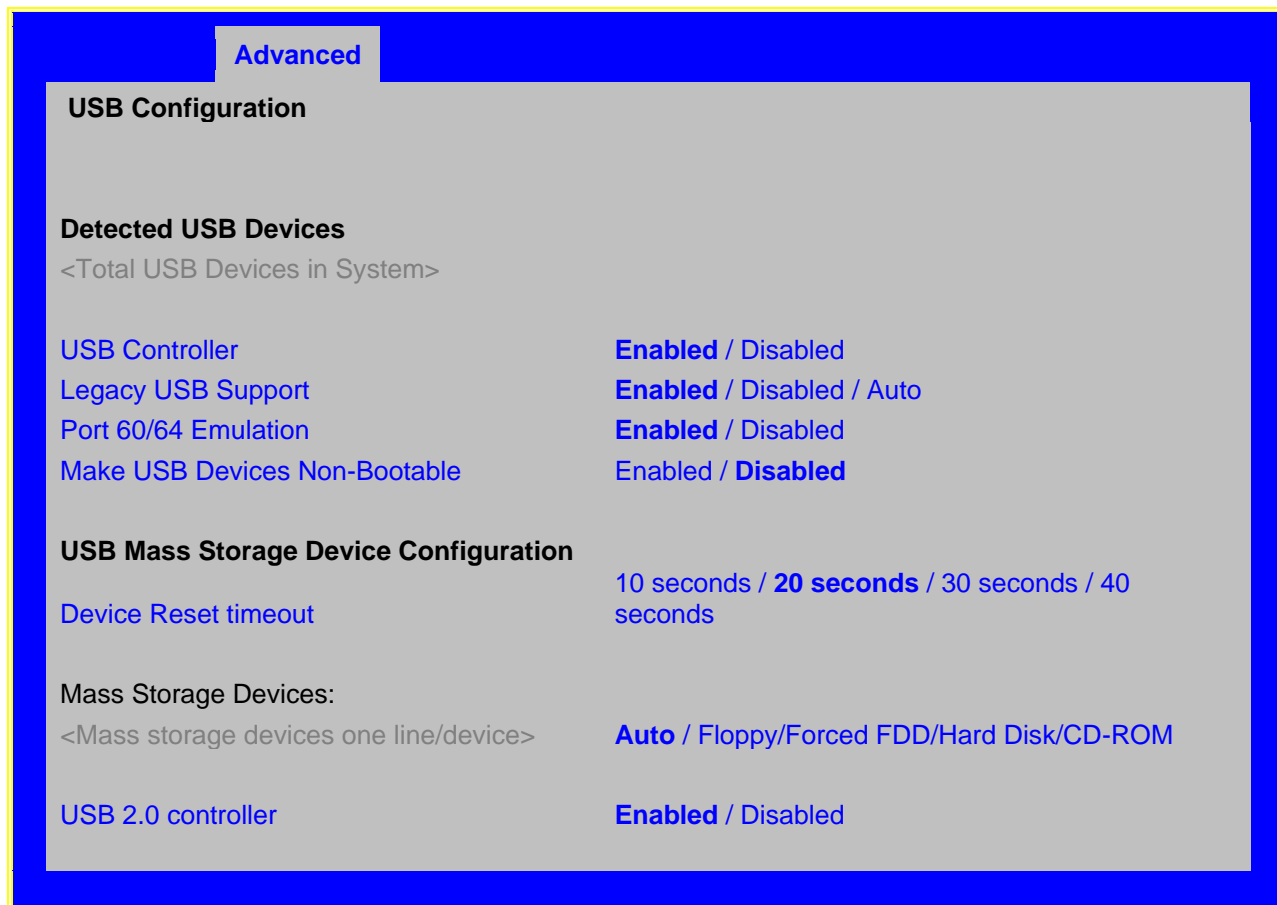 Advanced
USB Configuration
Detected USB Devices
<Total USB Devices in System>
USB Controller Enabled / Disabled
Legacy USB Support Enabled / Disabled / Auto
Port 60/64 Emulation Enabled / Disabled
Make USB Devices Non-Bootable Enabled / Disabled
USB Mass Storage Device Configuration
Device Reset timeout 10 seconds / 20 seconds / 30 seconds / 40
seconds
Mass Storage Devices:
<Mass storage devices one line/device> Auto / Floppy/Forced FDD/Hard Disk/CD-ROM
USB 2.0 controller Enabled / Disabled